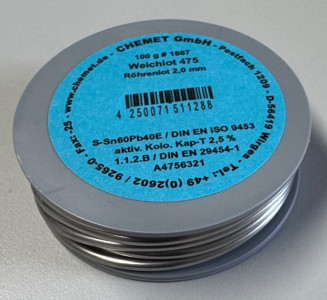 www.chemet.de - CHEMET GmbH - Postfach 1209 - D-56419 Wirges - Tel.: +49 (0)2602 / 9265-0 - Fax: -25 -
100 g # 1887
Weichlot 475
Röhrenlot 2,0 mm
4 250071 511288
S-Sn60Pb40E / DIN EN ISO 9453
aktiv. Kolo. Kap-T 2,5 %
1.1.2.B / DIN EN 29454-1
A4756321